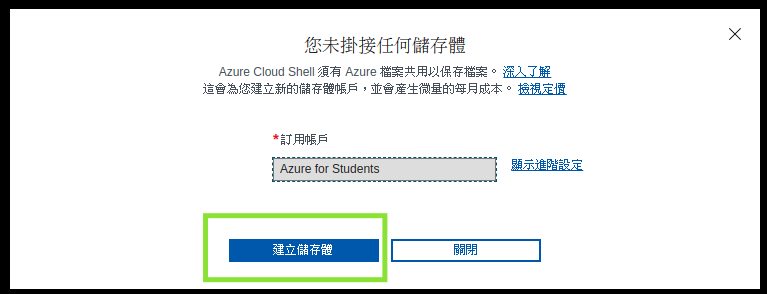 您未掛接任何儲存體
Azure Cloud Shell 須有 Azure 檔案共用以保存檔案。 深入了解
這會為您建立新的儲存體帳戶，並會產生微量的每月成本。 檢視定價
*訂用帳戶
Azure for Students
顯示進階設定
建立儲存體
關閉